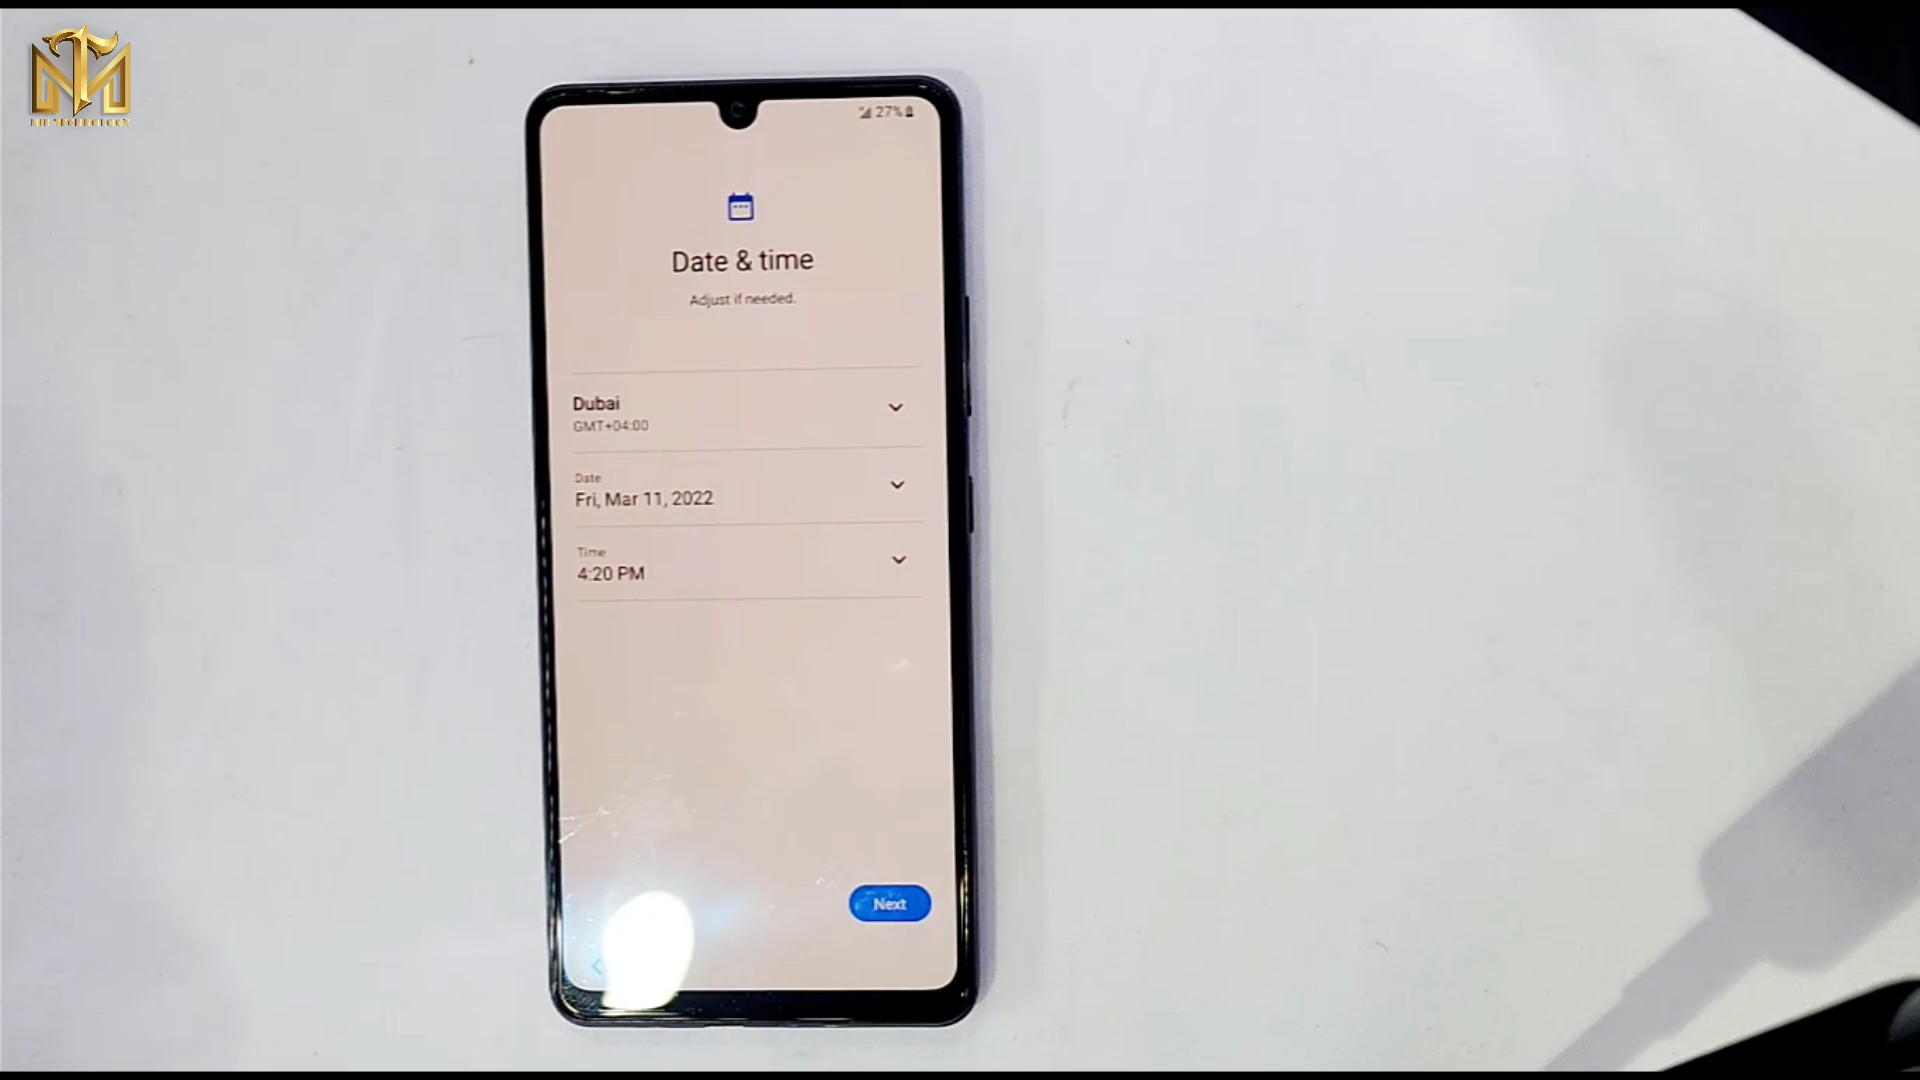 27%
Date & time
Adjust if needed.
Dubai
GMT+04:00
Date
Fri, Mar 11, 2022
Time
4:20 PM
Next